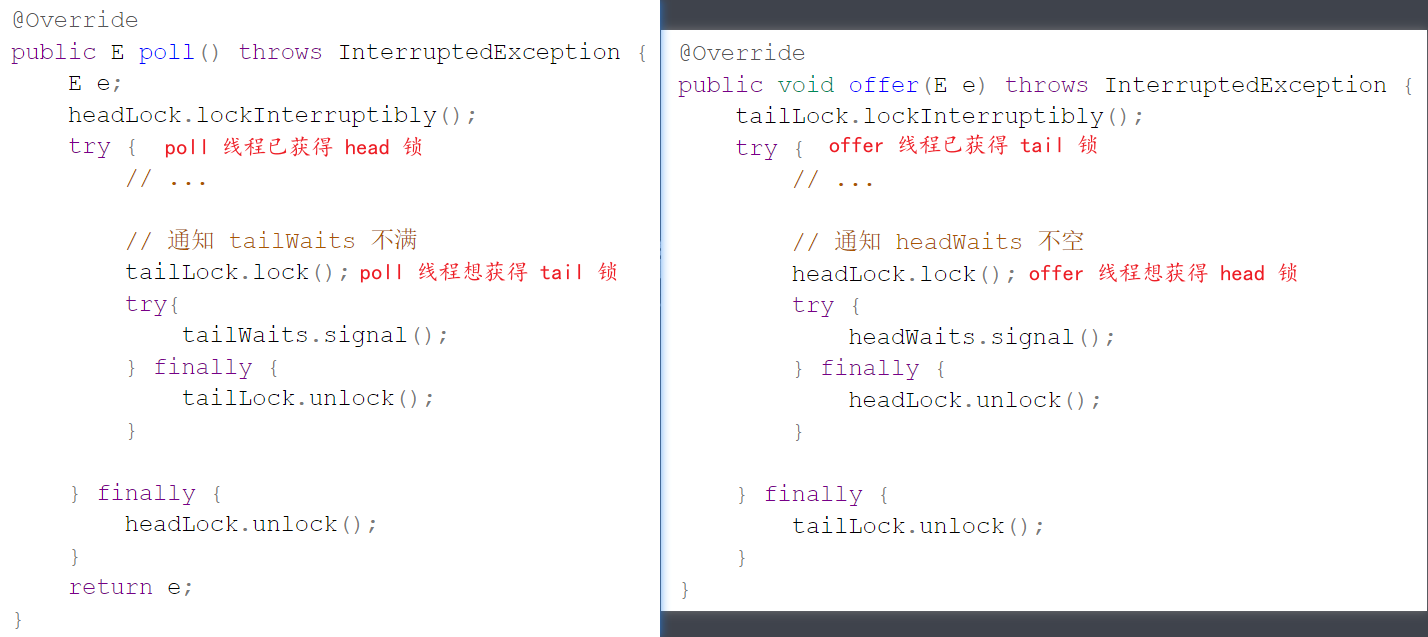 @Override
public E poll() throws InterruptedException {
    E e;
    headLock.lockInterruptibly();
    try {  poll 线程已获得 head 锁
        // ...
        // 通知 tailWaits 不满
        tailLock.lock(); poll 线程想获得 tail 锁
        try{
            tailWaits.signal();
        } finally {
            tailLock.unlock();
        }
    } finally {
        headLock.unlock();
    }
    return e;
}
@Override
public void offer(E e) throws InterruptedException {
    tailLock.lockInterruptibly();
    try {  offer 线程已获得 tail 锁
        // ...
        // 通知 headWaits 不空
        headLock.lock(); offer 线程想获得 head 锁
        try {
            headWaits.signal();
        } finally {
            headLock.unlock();
        }
    } finally {
        tailLock.unlock();
    }
}